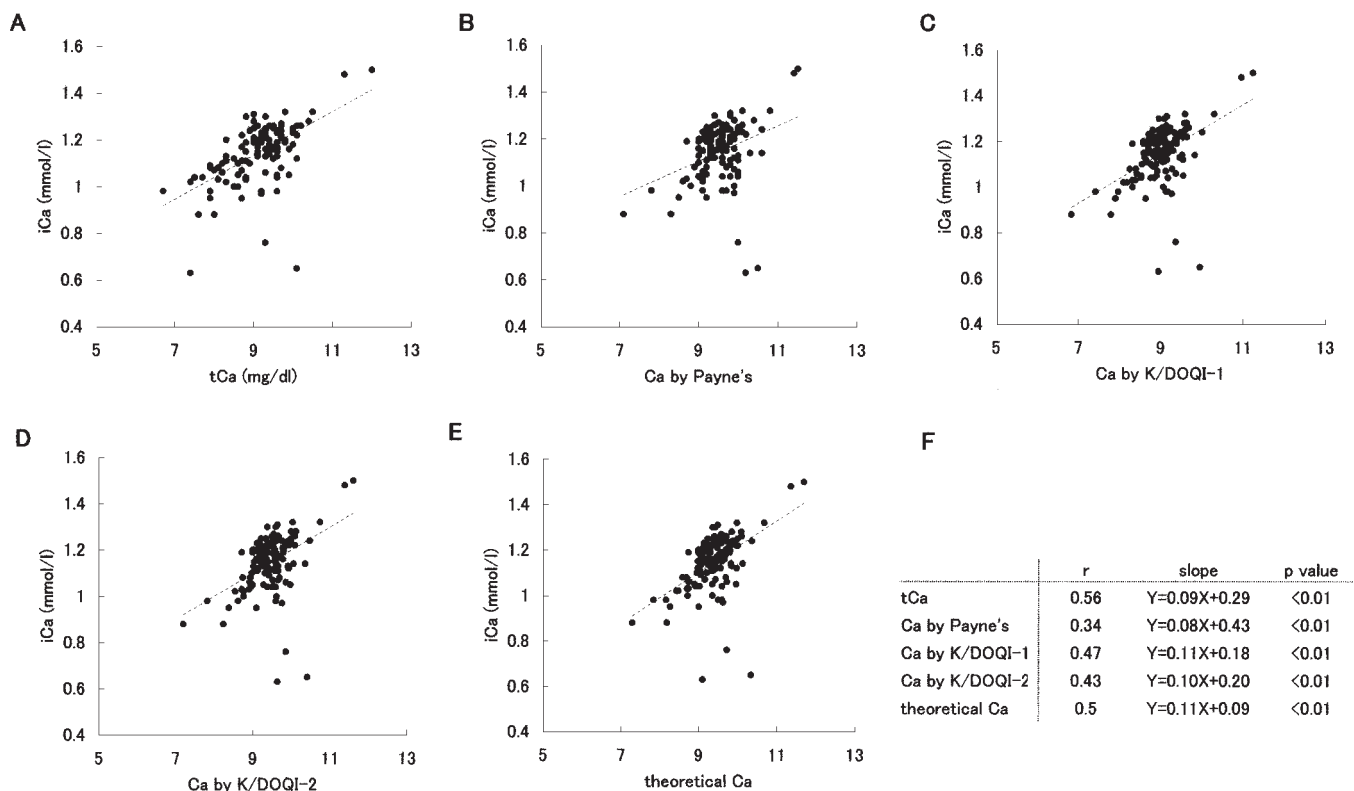 A
1.6
1.4
1.2
1
0.8
0.6
0.4
iCa (mmol/l)
5
7
9
11
13
tCa (mg/dl)
B
1.6
1.4
1.2
1
0.8
0.6
0.4
iCa (mmol/l)
5
7
9
11
13
Ca by Payne's
C
1.6
1.4
1.2
1
0.8
0.6
0.4
iCa (mmol/l)
5
7
9
11
13
Ca by K/DOQI-1
D
1.6
1.4
1.2
1
0.8
0.6
0.4
iCa (mmol/l)
5
7
9
11
13
Ca by K/DOQI-2
E
1.6
1.4
1.2
1
0.8
0.6
0.4
iCa (mmol/l)
5
7
9
11
13
theoretical Ca
F
r slope p value
tCa 0.56 Y=0.09X+0.29 <0.01
Ca by Payne's 0.34 Y=0.08X+0.43 <0.01
Ca by K/DOQI-1 0.47 Y=0.11X+0.18 <0.01
Ca by K/DOQI-2 0.43 Y=0.10X+0.20 <0.01
theoretical Ca 0.5 Y=0.11X+0.09 <0.01